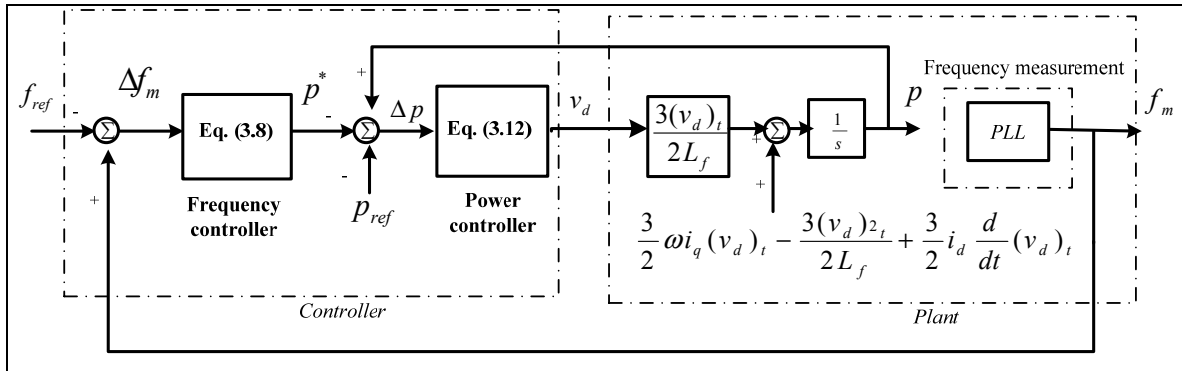 f_ref
-
Σ
+
Δf_m
Eq. (3.8)
Frequency
controller
p*
-
+
Σ
-
p_ref
Δp
Eq. (3.12)
Power
controller
v_d
Controller
3(v_d)_t
2L_f
+
Σ
+
1
s
p
3/2 ωi_q(v_d)_t − 3(v_d)²_t/2L_f + 3/2 i_d d/dt (v_d)_t
Frequency measurement
PLL
f_m
Plant